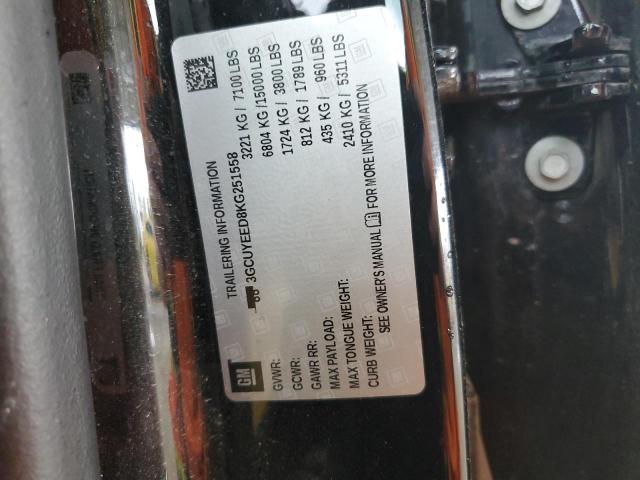 TRAILERING INFORMATION
3GCUYEED8KG251558
GM
GVWR: 3221 KG / 7100 LBS
GCWR: 6804 KG / 15000 LBS
GAWR RR: 1724 KG / 3800 LBS
MAX PAYLOAD: 812 KG / 1789 LBS
MAX TONGUE WEIGHT: 435 KG / 960 LBS
CURB WEIGHT: 2410 KG / 5311 LBS
SEE OWNER'S MANUAL FOR MORE INFORMATION